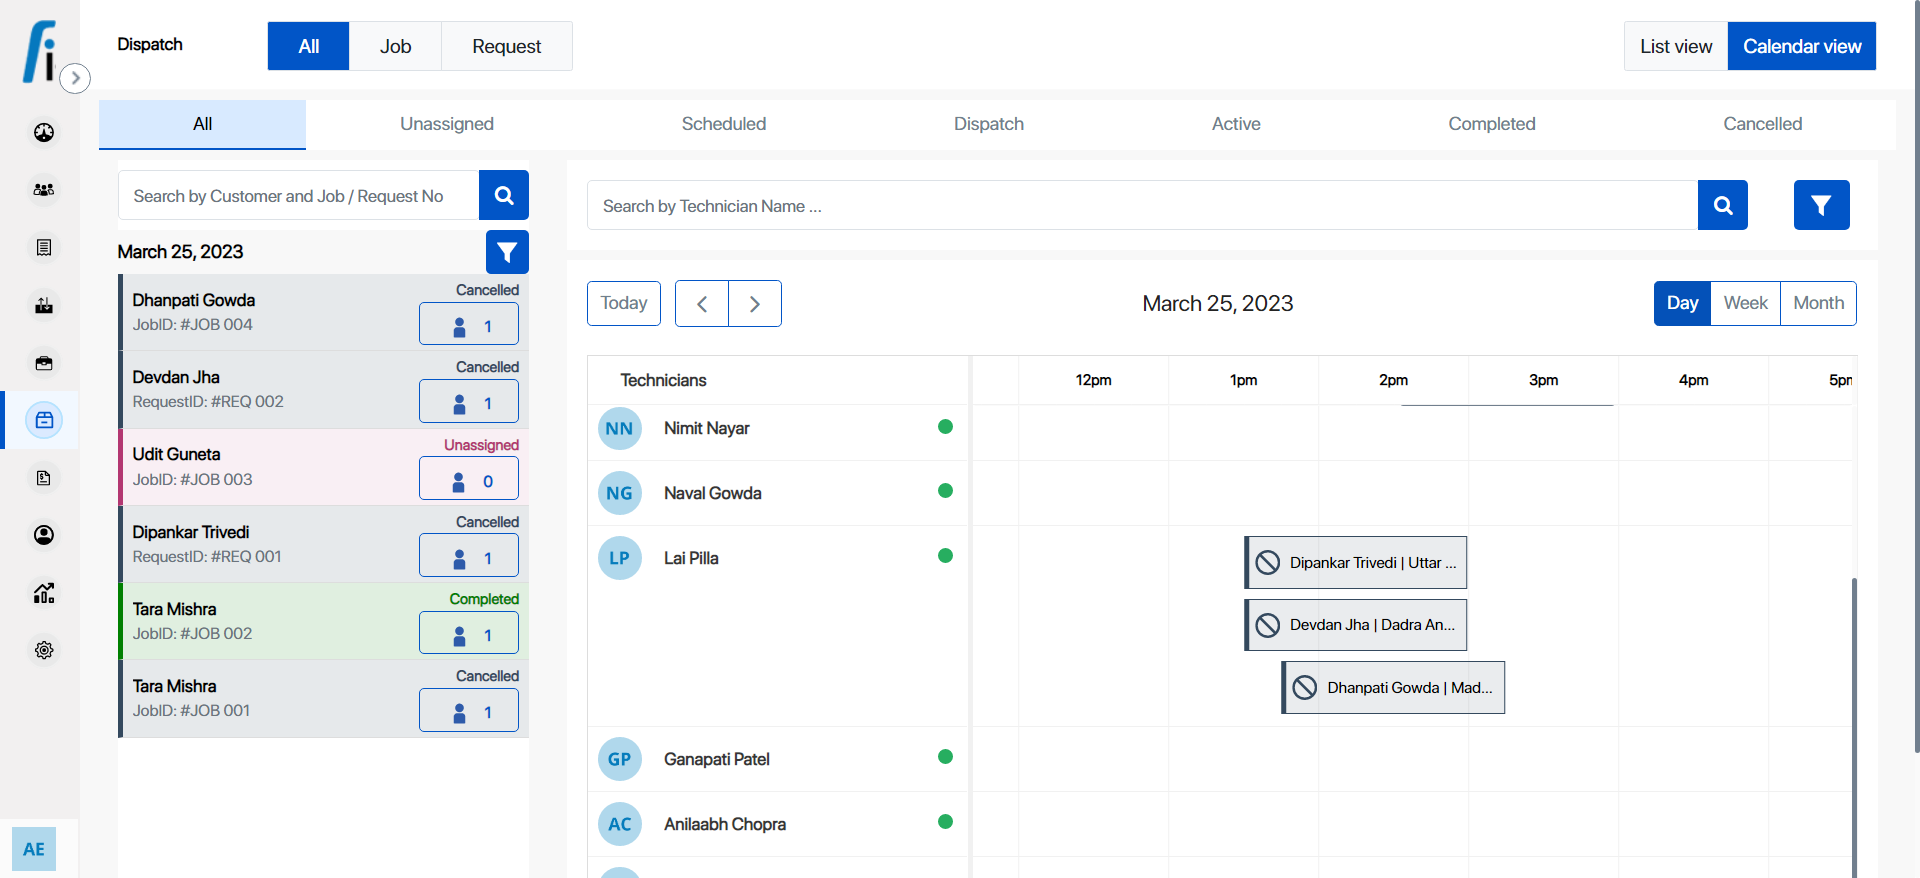 fi
Dispatch
All
Job
Request
List view
Calendar view
All
Unassigned
Scheduled
Dispatch
Active
Completed
Cancelled
Search by Customer and Job / Request No
March 25, 2023
Dhanpati Gowda
Cancelled
JobID: #JOB 004
1
Devdan Jha
Cancelled
RequestID: #REQ 002
1
Udit Guneta
Unassigned
JobID: #JOB 003
0
Dipankar Trivedi
Cancelled
RequestID: #REQ 001
1
Tara Mishra
Completed
JobID: #JOB 002
1
Tara Mishra
Cancelled
JobID: #JOB 001
1
AE
Search by Technician Name ...
Today
March 25, 2023
Day
Week
Month
Technicians
12pm
1pm
2pm
3pm
4pm
5pm
NN
Nimit Nayar
NG
Naval Gowda
LP
Lai Pilla
Dipankar Trivedi | Uttar ...
Devdan Jha | Dadra An...
Dhanpati Gowda | Mad...
GP
Ganapati Patel
AC
Anilaabh Chopra